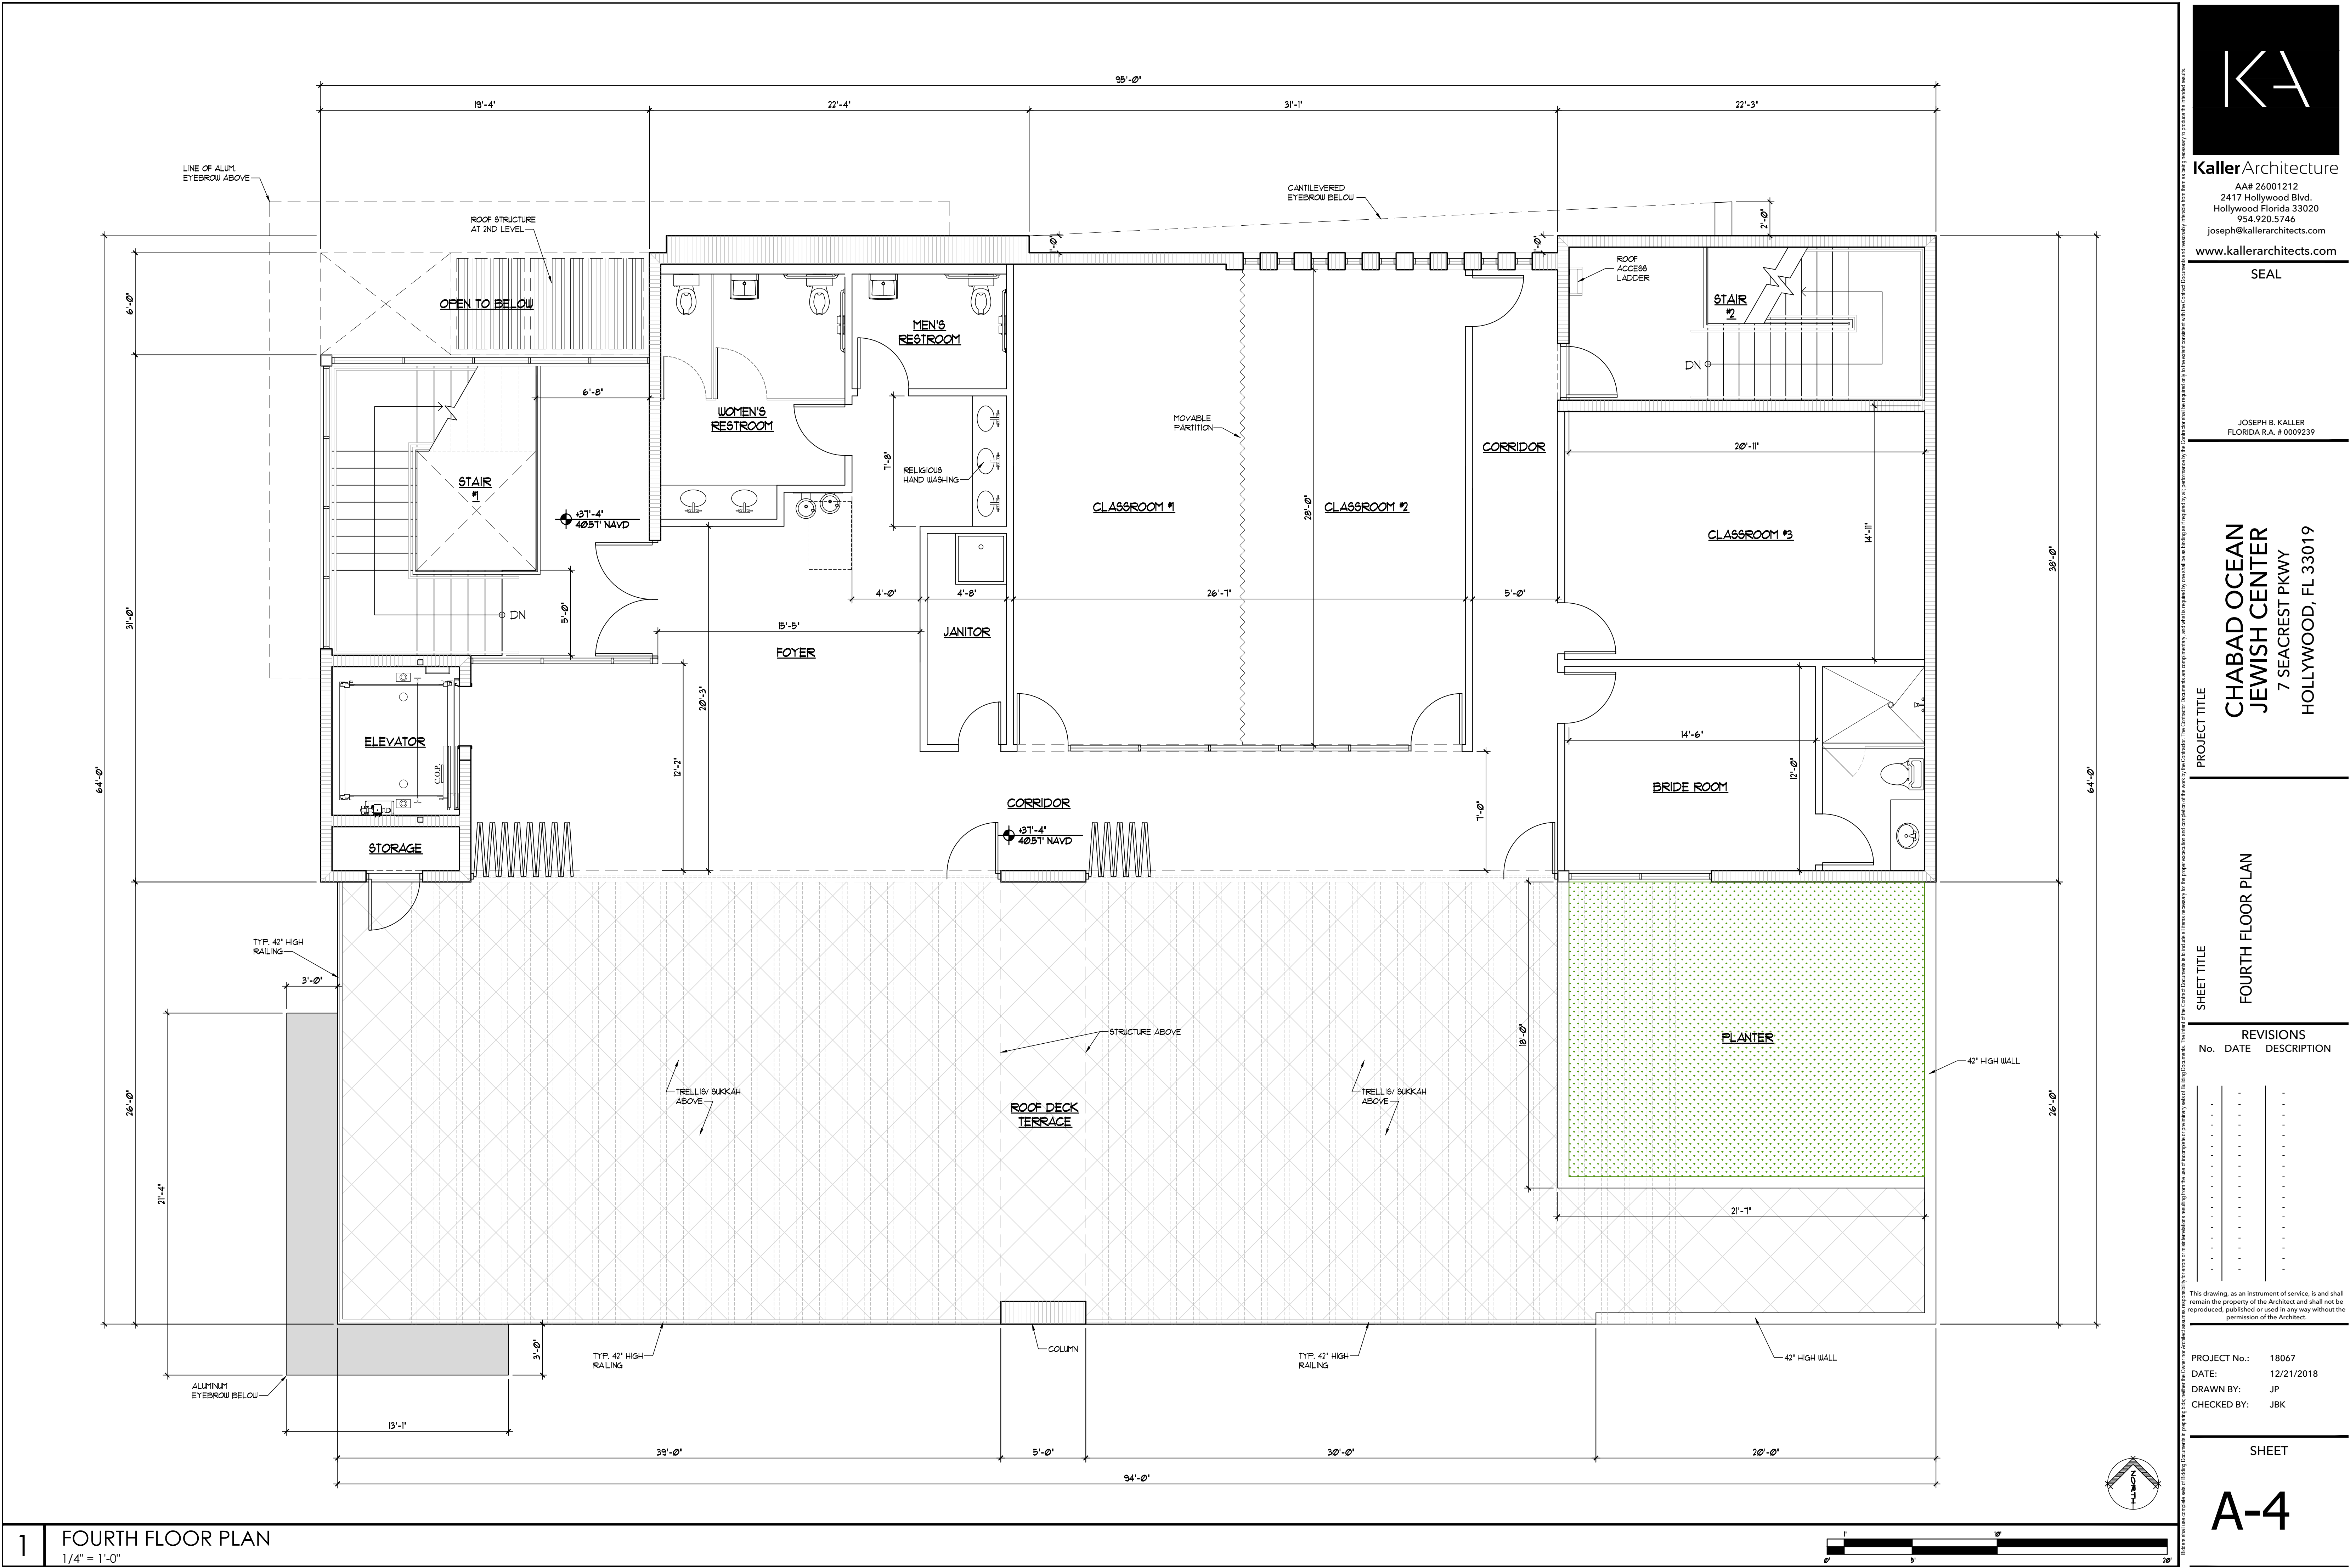 95'-0"
19'-4"
22'-4"
31'-1"
22'-3"
LINE OF ALUM.
EYEBROW ABOVE
ROOF STRUCTURE
AT 2ND LEVEL
CANTILEVERED
EYEBROW BELOW
2'-0"
OPEN TO BELOW
6'-0"
ROOF
ACCESS
LADDER
STAIR
#2
DN
MEN'S
RESTROOM
6'-8"
WOMEN'S
RESTROOM
7'-8"
RELIGIOUS
HAND WASHING
MOVABLE
PARTITION
CORRIDOR
20'-11"
STAIR
#1
+37'-4"
40.57' NAVD
CLASSROOM #1
28'-0"
CLASSROOM #2
CLASSROOM #3
14'-11"
38'-0"
31'-0"
5'-0"
DN
4'-0"
4'-8"
26'-7"
5'-0"
15'-5"
FOYER
JANITOR
20'-3"
12'-2"
ELEVATOR
C.O.P.
14'-6"
12'-0"
BRIDE ROOM
64'-0"
64'-0"
CORRIDOR
7'-0"
+37'-4"
40.57' NAVD
STORAGE
TYP. 42" HIGH
RAILING
3'-0"
STRUCTURE ABOVE
18'-0"
PLANTER
42" HIGH WALL
TRELLIS/ SUKKAH
ABOVE
TRELLIS/ SUKKAH
ABOVE
ROOF DECK
TERRACE
26'-0"
26'-0"
21'-4"
21'-7"
3'-0"
TYP. 42" HIGH
RAILING
COLUMN
TYP. 42" HIGH
RAILING
42" HIGH WALL
ALUMINUM
EYEBROW BELOW
13'-1"
39'-0"
5'-0"
30'-0"
20'-0"
94'-0"
NORTH
1
FOURTH FLOOR PLAN
1/4" = 1'-0"
1'
10'
0'
5'
20'
KA
KallerArchitecture
AA# 26001212
2417 Hollywood Blvd.
Hollywood Florida 33020
954.920.5746
joseph@kallerarchitects.com
www.kallerarchitects.com
SEAL
JOSEPH B. KALLER
FLORIDA R.A. # 0009239
PROJECT TITLE
CHABAD OCEAN
JEWISH CENTER
7 SEACREST PKWY
HOLLYWOOD, FL 33019
SHEET TITLE
FOURTH FLOOR PLAN
REVISIONS
No. DATE DESCRIPTION
This drawing, as an instrument of service, is and shall
remain the property of the Architect and shall not be
reproduced, published or used in any way without the
permission of the Architect.
PROJECT No.: 18067
DATE: 12/21/2018
DRAWN BY: JP
CHECKED BY: JBK
SHEET
A-4